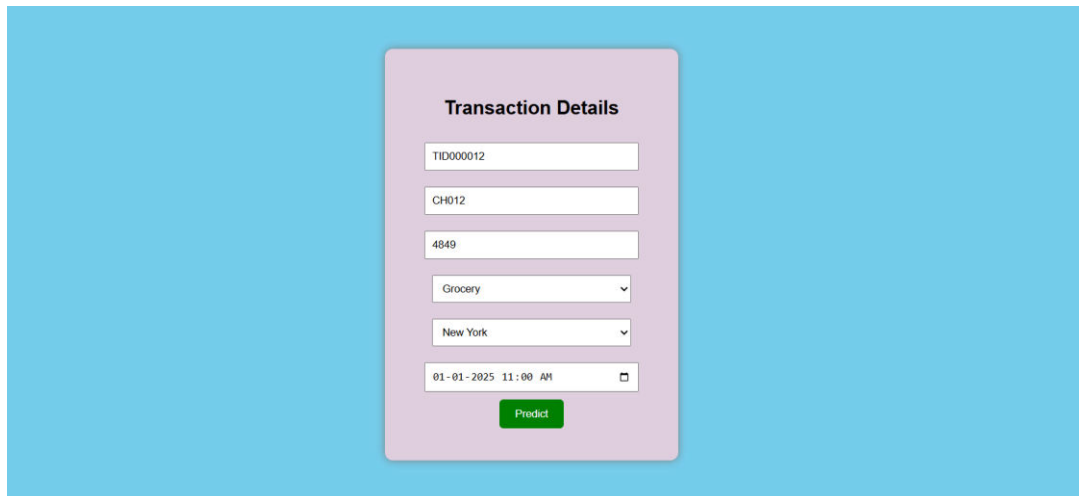 Transaction Details
TID000012
CH012
4849
Grocery
New York
01-01-2025 11:00 AM
Predict